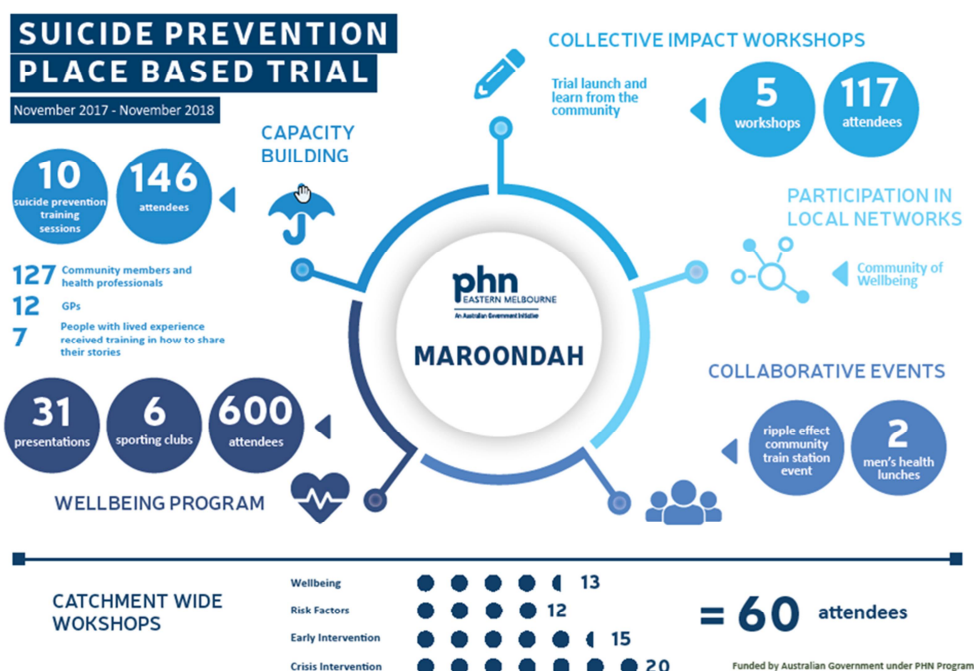 SUICIDE PREVENTION
PLACE BASED TRIAL
November 2017 - November 2018
CAPACITY
BUILDING
10
suicide prevention
training
sessions
146
attendees
127 Community members and
health professionals
12 GPs
7 People with lived experience
received training in how to share
their stories
31
presentations
6
sporting clubs
600
attendees
WELLBEING PROGRAM
COLLECTIVE IMPACT WORKSHOPS
Trial launch and
learn from the
community
5
workshops
117
attendees
PARTICIPATION IN
LOCAL NETWORKS
Community of
Wellbeing
phn
EASTERN MELBOURNE
An Australian Government Initiative
MAROONDAH
COLLABORATIVE EVENTS
ripple effect
community
train station
event
2
men's health
lunches
CATCHMENT WIDE
WOKSHOPS
Wellbeing 13
Risk Factors 12
Early Intervention 15
Crisis Intervention 20
= 60 attendees
Funded by Australian Government under PHN Program